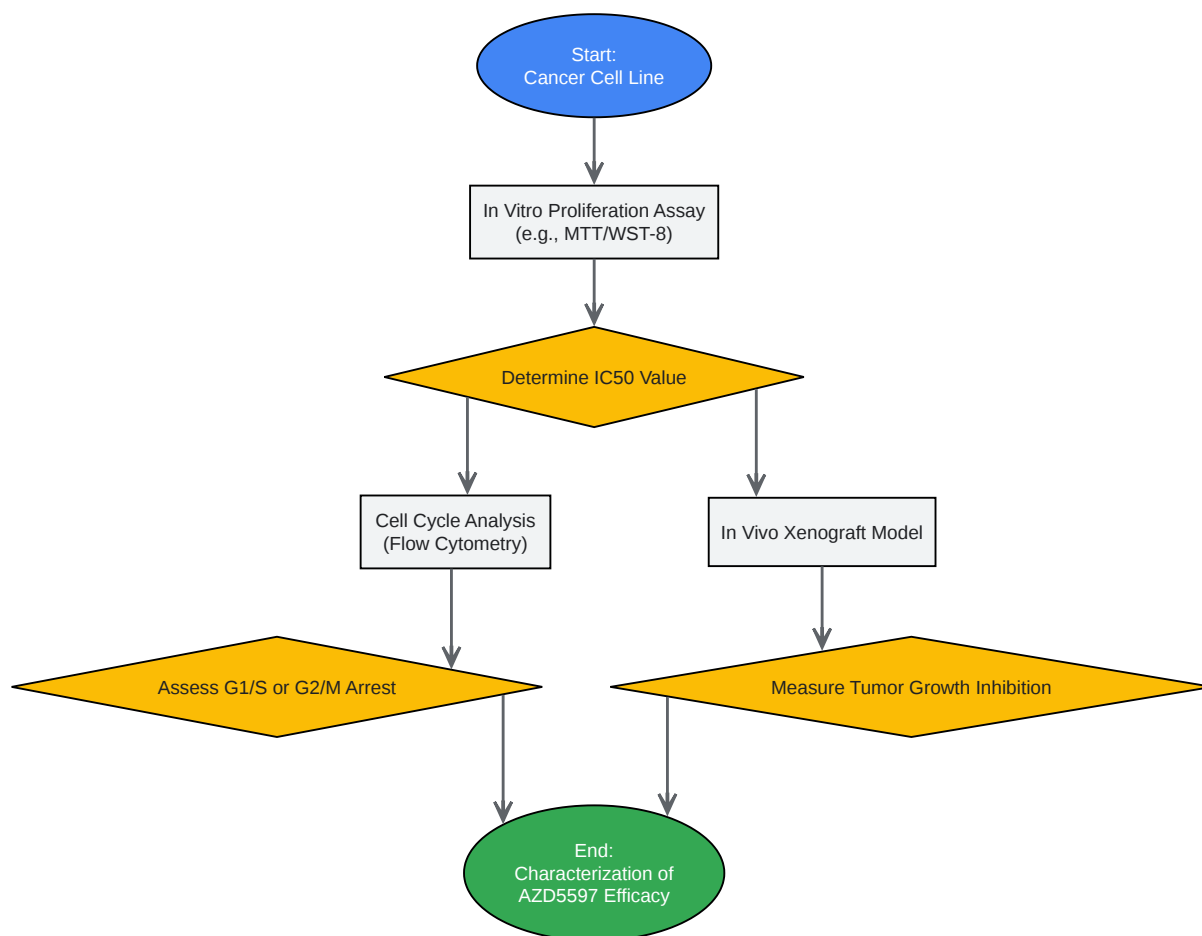 Start:
Cancer Cell Line
In Vitro Proliferation Assay
(e.g., MTT/WST-8)
Determine IC50 Value
Cell Cycle Analysis
(Flow Cytometry)
In Vivo Xenograft Model
Assess G1/S or G2/M Arrest
Measure Tumor Growth Inhibition
End:
Characterization of
AZD5597 Efficacy